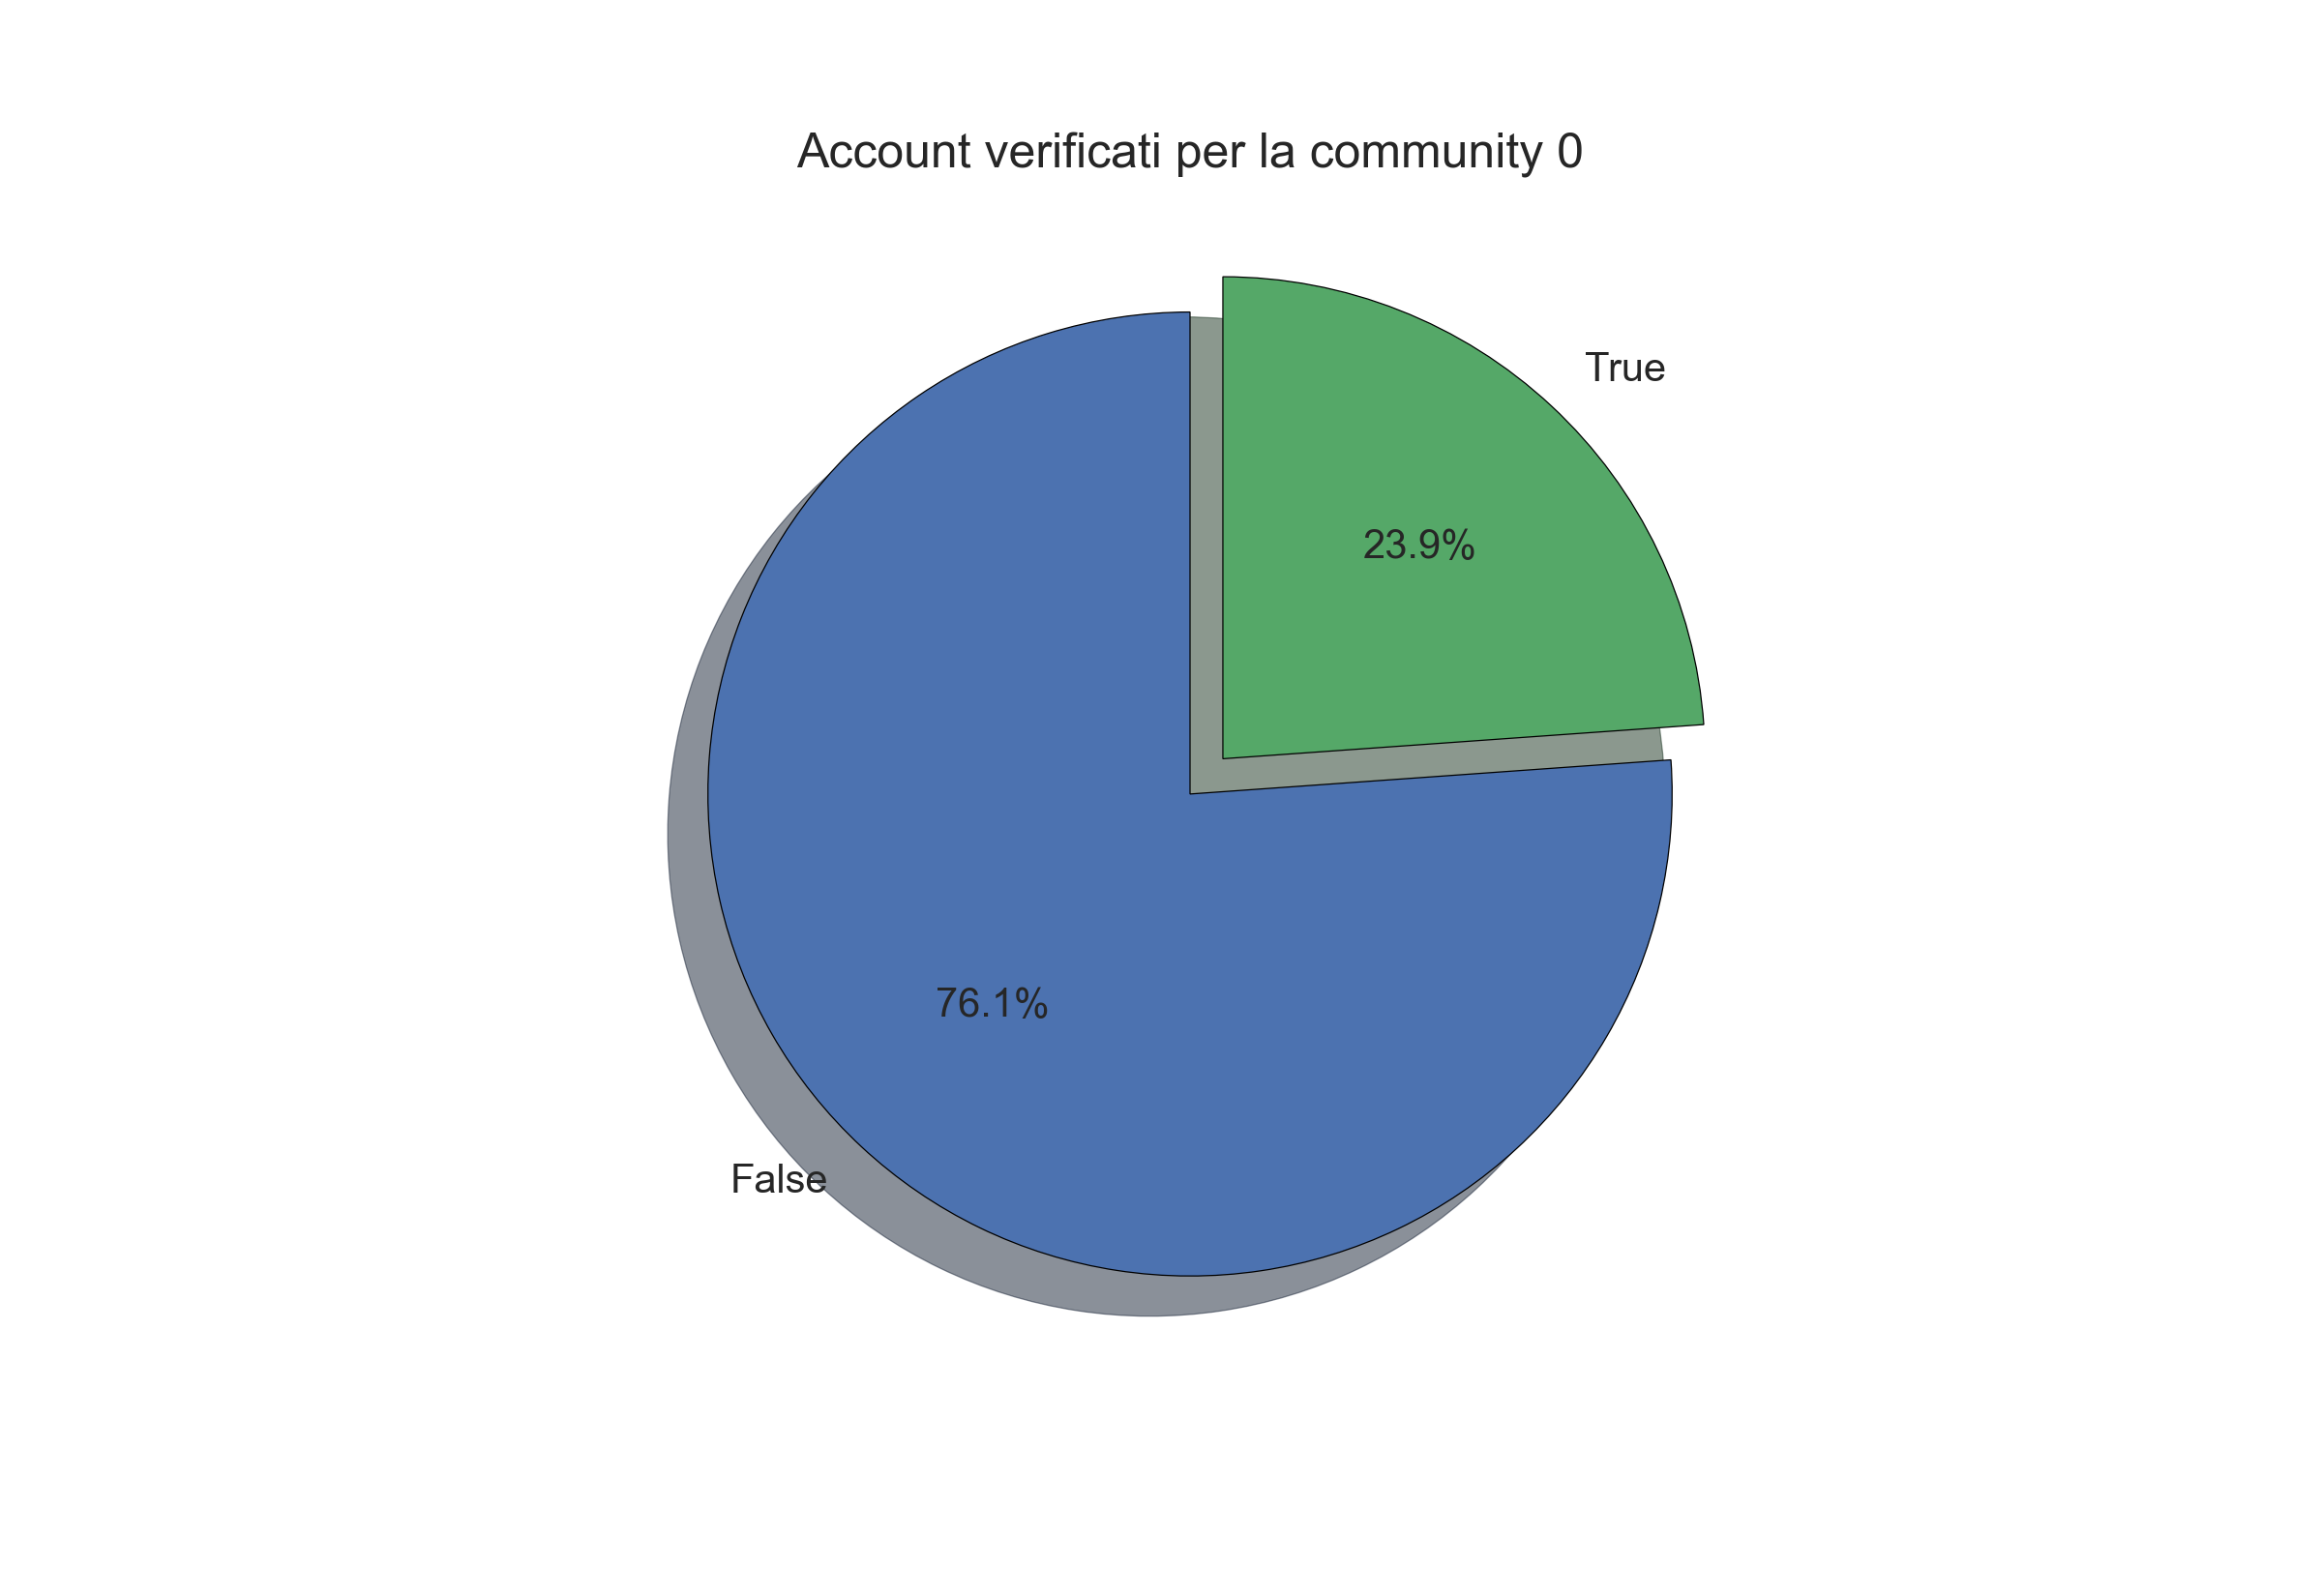 Account verificati per la community 0
True
23.9%
76.1%
False